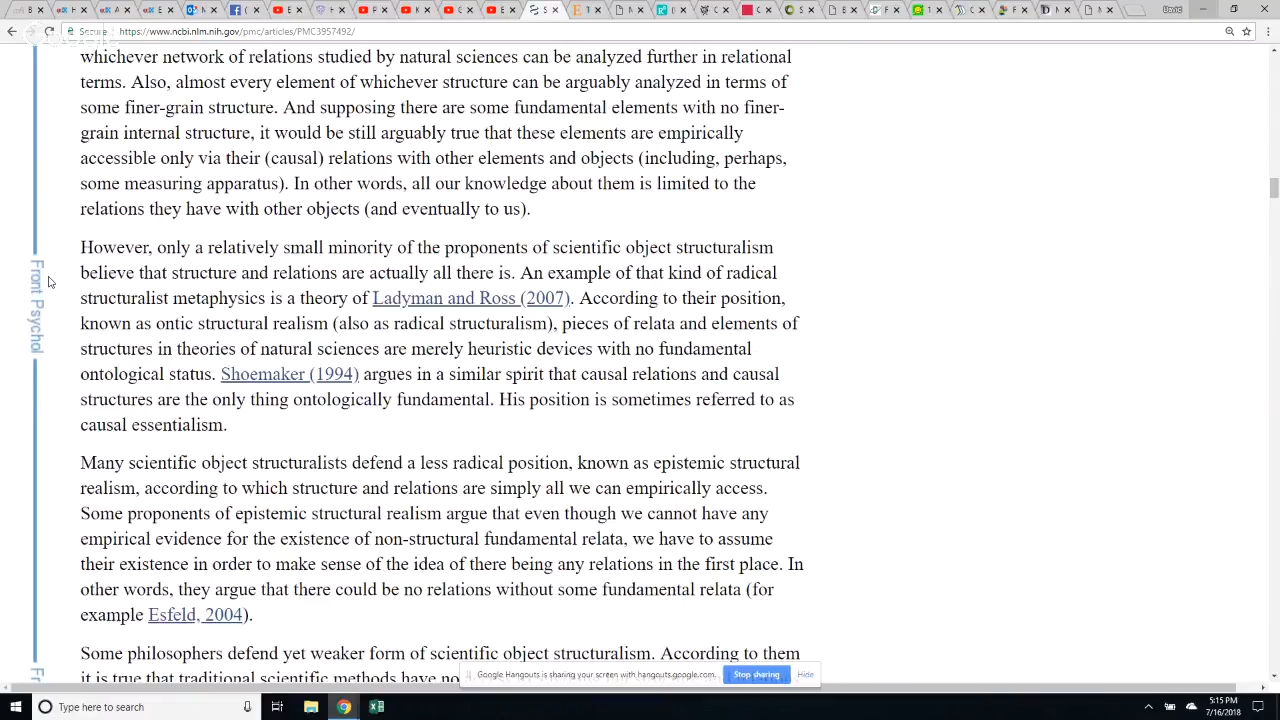 Secure https://www.ncbi.nlm.nih.gov/pmc/articles/PMC3957492/
whichever network of relations studied by natural sciences can be analyzed further in relational
terms. Also, almost every element of whichever structure can be arguably analyzed in terms of
some finer-grain structure. And supposing there are some fundamental elements with no finer-
grain internal structure, it would be still arguably true that these elements are empirically
accessible only via their (causal) relations with other elements and objects (including, perhaps,
some measuring apparatus). In other words, all our knowledge about them is limited to the
relations they have with other objects (and eventually to us).
However, only a relatively small minority of the proponents of scientific object structuralism
believe that structure and relations are actually all there is. An example of that kind of radical
structuralist metaphysics is a theory of Ladyman and Ross (2007). According to their position,
known as ontic structural realism (also as radical structuralism), pieces of relata and elements of
structures in theories of natural sciences are merely heuristic devices with no fundamental
ontological status. Shoemaker (1994) argues in a similar spirit that causal relations and causal
structures are the only thing ontologically fundamental. His position is sometimes referred to as
causal essentialism.
Front Psychol
Many scientific object structuralists defend a less radical position, known as epistemic structural
realism, according to which structure and relations are simply all we can empirically access.
Some proponents of epistemic structural realism argue that even though we cannot have any
empirical evidence for the existence of non-structural fundamental relata, we have to assume
their existence in order to make sense of the idea of there being any relations in the first place. In
other words, they argue that there could be no relations without some fundamental relata (for
example Esfeld, 2004).
Some philosophers defend yet weaker form of scientific object structuralism. According to them
it is true that traditional scientific methods have no
Google Hangouts is sharing your screen with hangouts.google.com. Stop sharing Hide
Type here to search
5:15 PM
7/16/2018